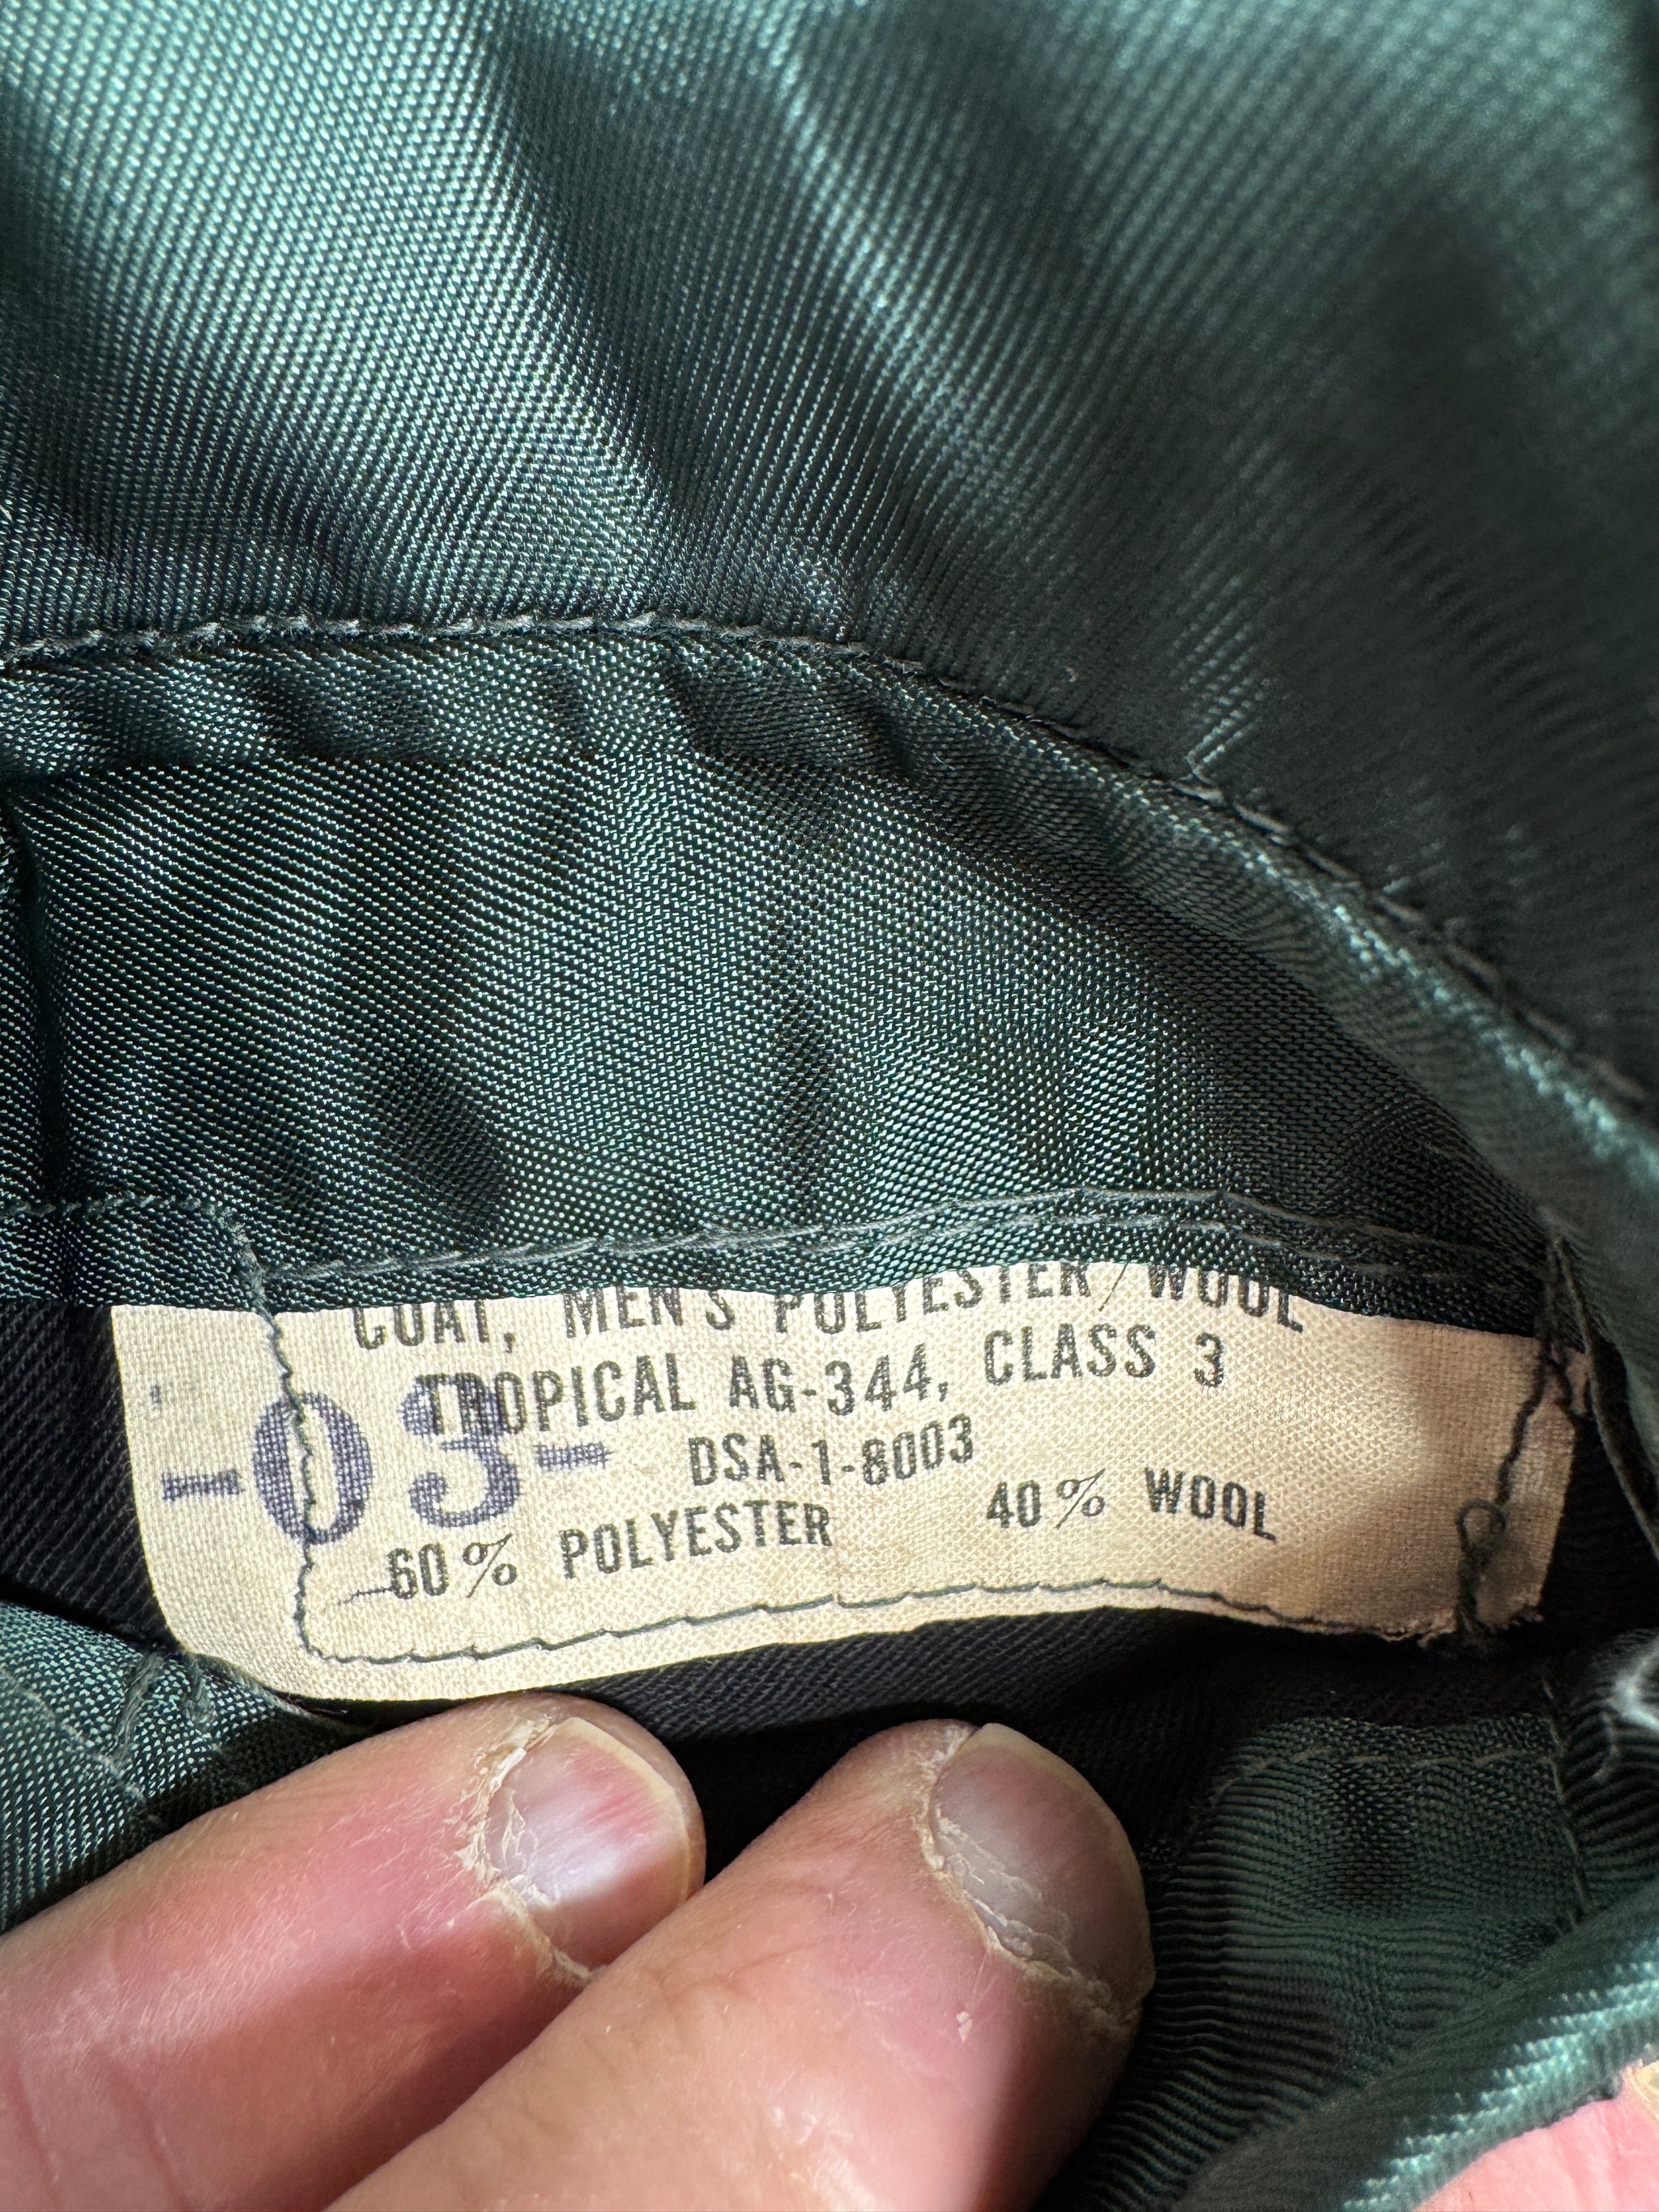 COAT, MEN'S POLYESTER/WOOL
TROPICAL AG-344, CLASS 3
-03-
DSA-1-8003
60% POLYESTER 40% WOOL